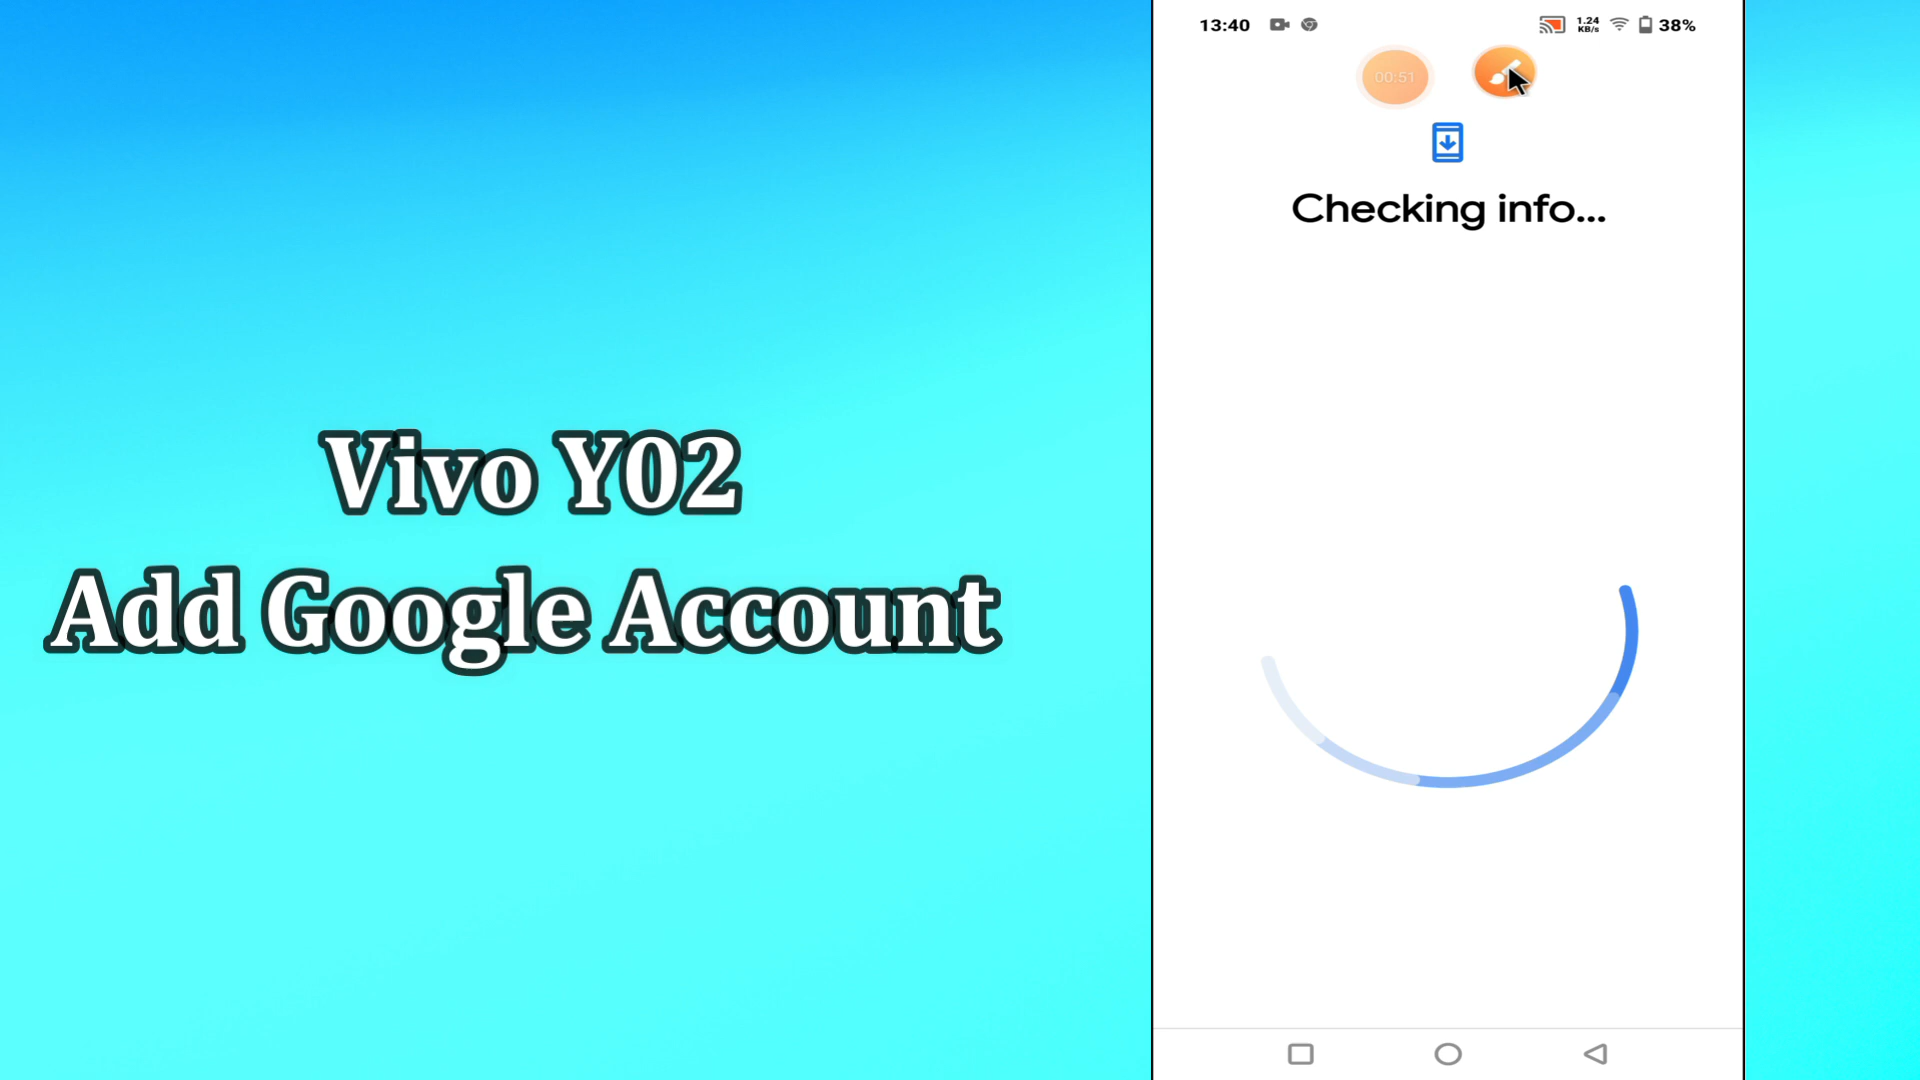 13:40
1.24
KB/s
38%
00:51
Checking info...
Vivo Y02
Add Google Account